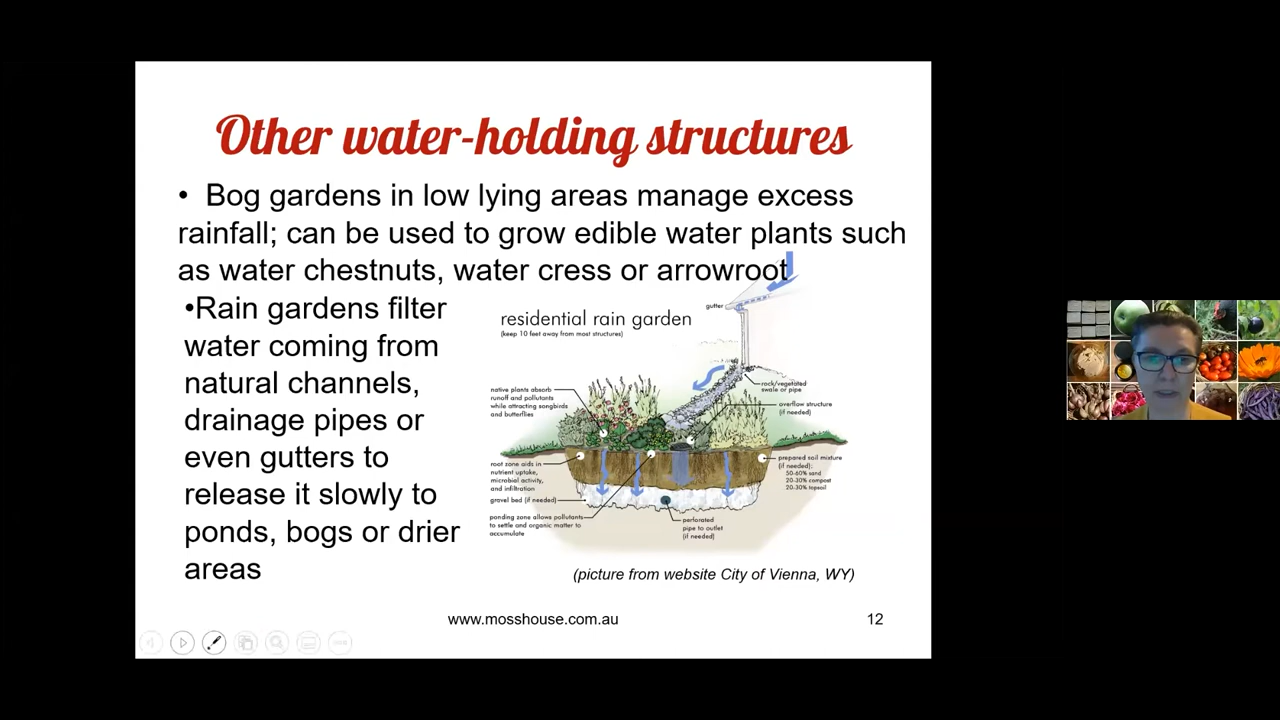 Other water-holding structures
• Bog gardens in low lying areas manage excess
rainfall; can be used to grow edible water plants such
as water chestnuts, water cress or arrowroot
•Rain gardens filter
water coming from
natural channels,
drainage pipes or
even gutters to
release it slowly to
ponds, bogs or drier
areas
residential rain garden
(keep 10 feet away from most structures)
gutter
rock/vegetated
swale or pipe
overflow structure
(if needed)
native plants absorb
runoff and pollutants
while attracting songbirds
and butterflies
prepared soil mixture
(if needed):
50-60% sand
20-30% compost
20-30% topsoil
root zone aids in
nutrient uptake,
microbial activity,
and infiltration
gravel bed (if needed)
ponding zone allows pollutants
to settle and organic matter to
accumulate
perforated
pipe to outlet
(if needed)
(picture from website City of Vienna, WY)
www.mosshouse.com.au
12